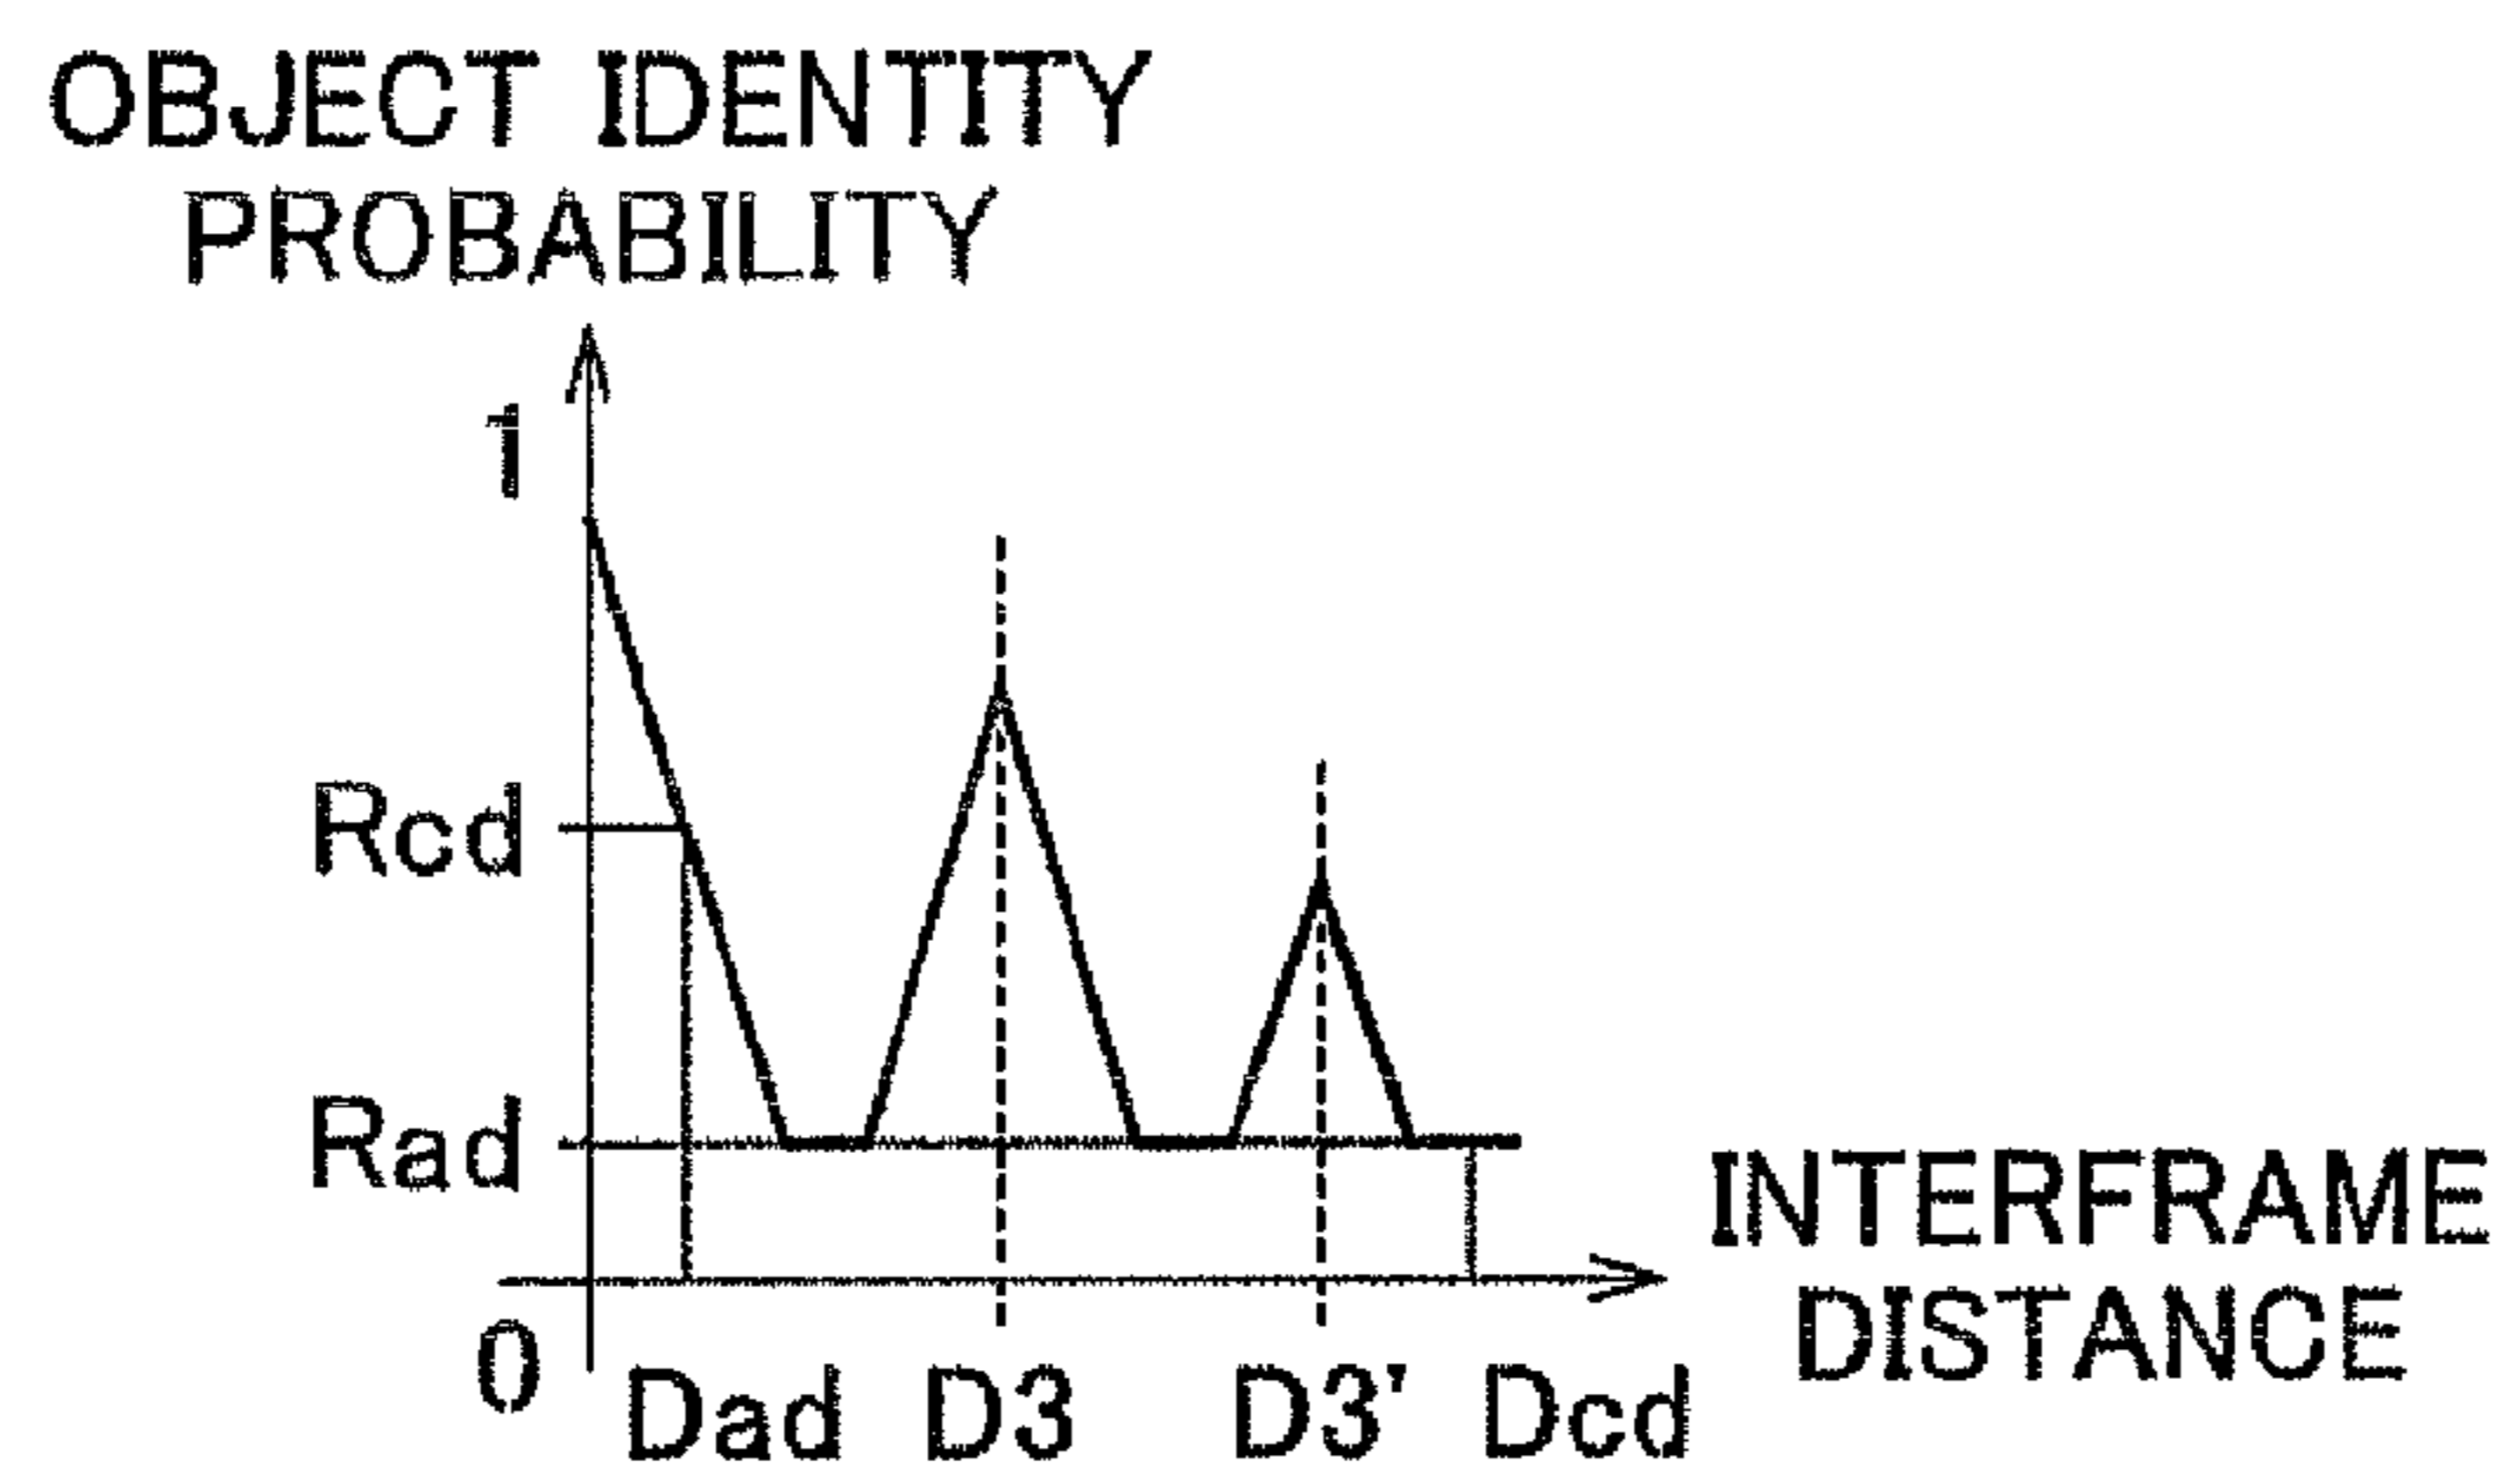 OBJECT IDENTITY
PROBABILITY
1
Rcd
Rad
INTERFRAME
DISTANCE
0
Dad D3 D3' Dcd